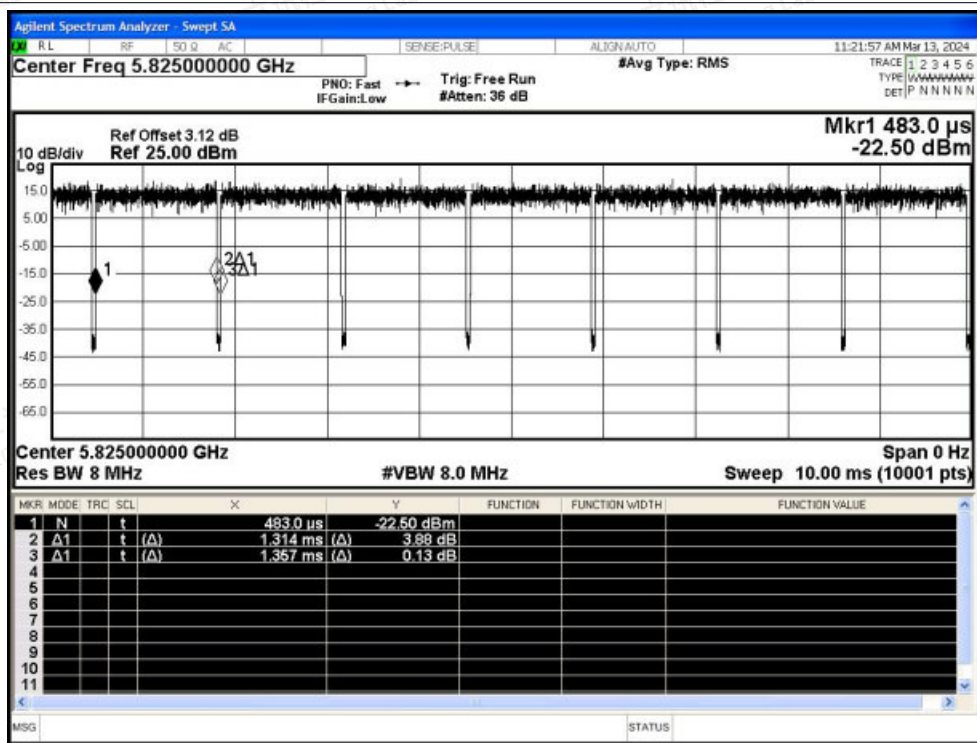 Agilent Spectrum Analyzer - Swept SA
RL RF 50 Ω AC SENSE:PULSE ALIGN AUTO 11:21:57 AM Mar 13, 2024
Center Freq 5.825000000 GHz #Avg Type: RMS TRACE 1 2 3 4 5 6
PNO: Fast Trig: Free Run TYPE WWWWWW
IFGain:Low #Atten: 36 dB DET P N N N N N
Mkr1 483.0 µs
Ref Offset 3.12 dB
10 dB/div Ref 25.00 dBm -22.50 dBm
Log
15.0
5.00
-5.00
1 2Δ1
-15.0 3Δ1
-25.0
-35.0
-45.0
-55.0
-65.0
Center 5.825000000 GHz Span 0 Hz
Res BW 8 MHz #VBW 8.0 MHz Sweep 10.00 ms (10001 pts)
MKR MODE TRC SCL X Y FUNCTION FUNCTION WIDTH FUNCTION VALUE
1 N t 483.0 µs -22.50 dBm
2 Δ1 t (Δ) 1.314 ms (Δ) 3.88 dB
3 Δ1 t (Δ) 1.357 ms (Δ) 0.13 dB
4
5
6
7
8
9
10
11
MSG STATUS